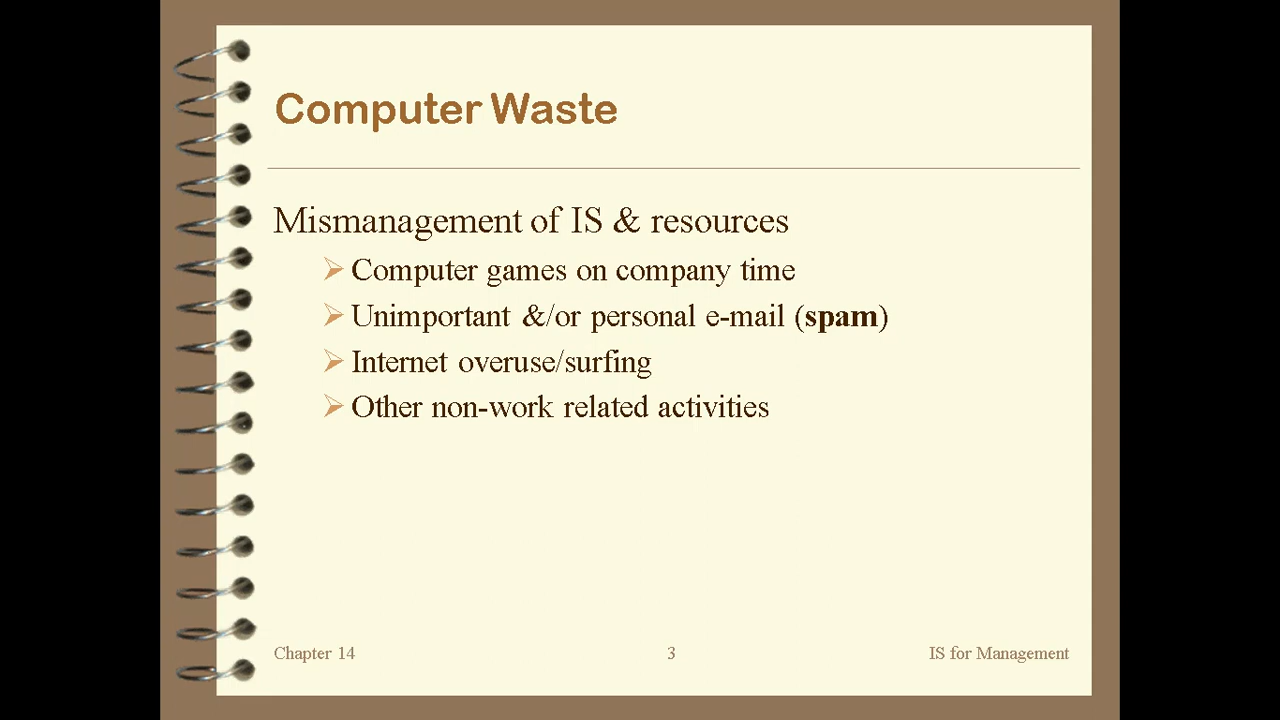 Computer Waste
Mismanagement of IS & resources
Computer games on company time
Unimportant &/or personal e-mail (spam)
Internet overuse/surfing
Other non-work related activities
Chapter 14
3
IS for Management